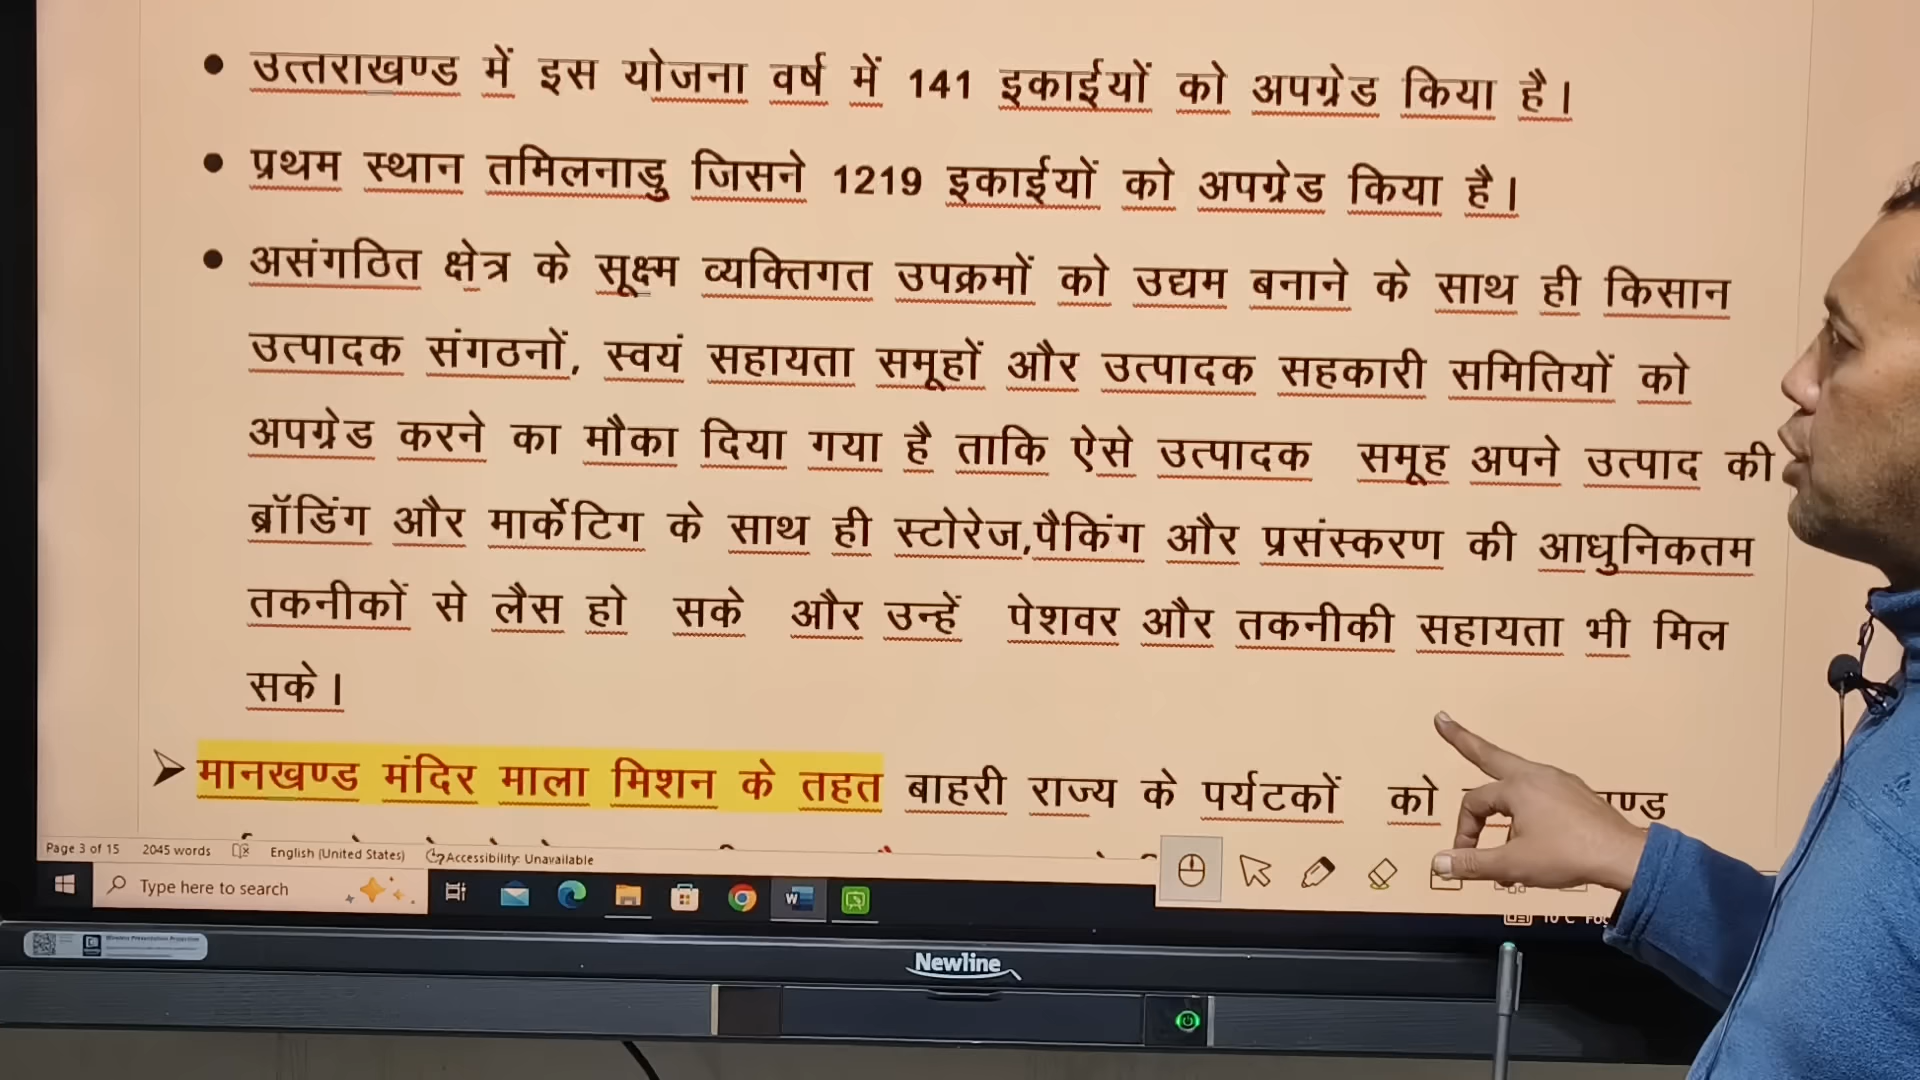 • उत्तराखण्ड में इस योजना वर्ष में 141 इकाईयों को अपग्रेड किया है।
• प्रथम स्थान तमिलनाडु जिसने 1219 इकाईयों को अपग्रेड किया है।
• असंगठित क्षेत्र के सूक्ष्म व्यक्तिगत उपक्रमों को उद्यम बनाने के साथ ही किसान
उत्पादक संगठनों, स्वयं सहायता समूहों और उत्पादक सहकारी समितियों को
अपग्रेड करने का मौका दिया गया है ताकि ऐसे उत्पादक समूह अपने उत्पाद की
ब्रॉडिंग और मार्केटिग के साथ ही स्टोरेज,पैकिंग और प्रसंस्करण की आधुनिकतम
तकनीकों से लैस हो सके और उन्हें पेशवर और तकनीकी सहायता भी मिल
सके।
➢ मानखण्ड मंदिर माला मिशन के तहत बाहरी राज्य के पर्यटकों को
Page 3 of 15 2045 words English (United States) Accessibility: Unavailable
Type here to search
10°C
Newline